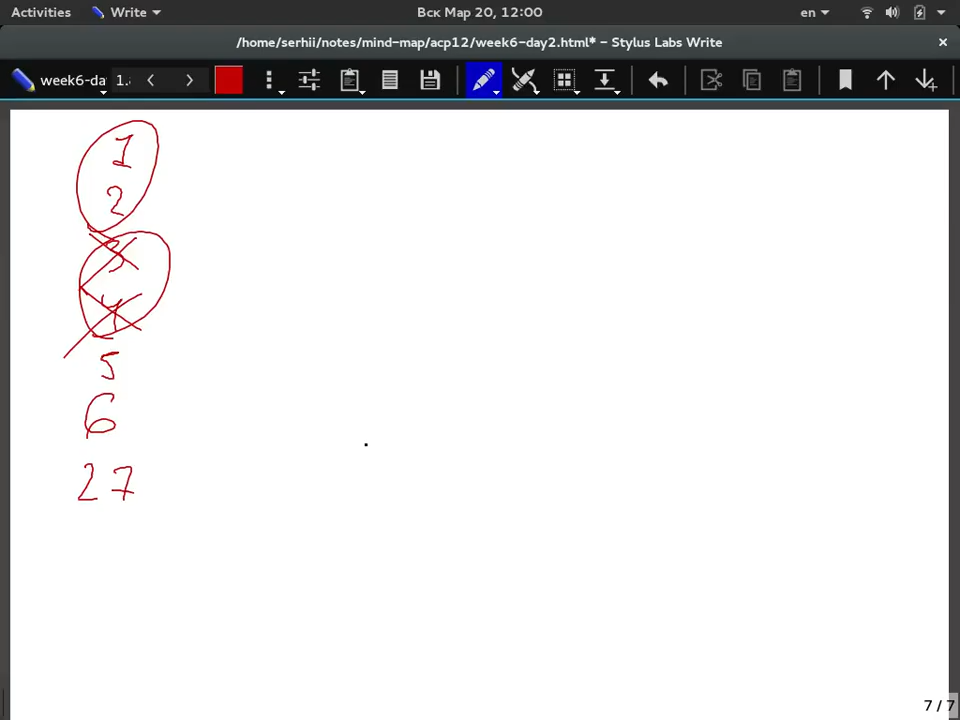 Activities Write Вск Мар 20, 12:00 en
/home/serhii/notes/mind-map/acp12/week6-day2.html* – Stylus Labs Write
week6-da 1.
1
2
3
4
5
6
27
7 / 7